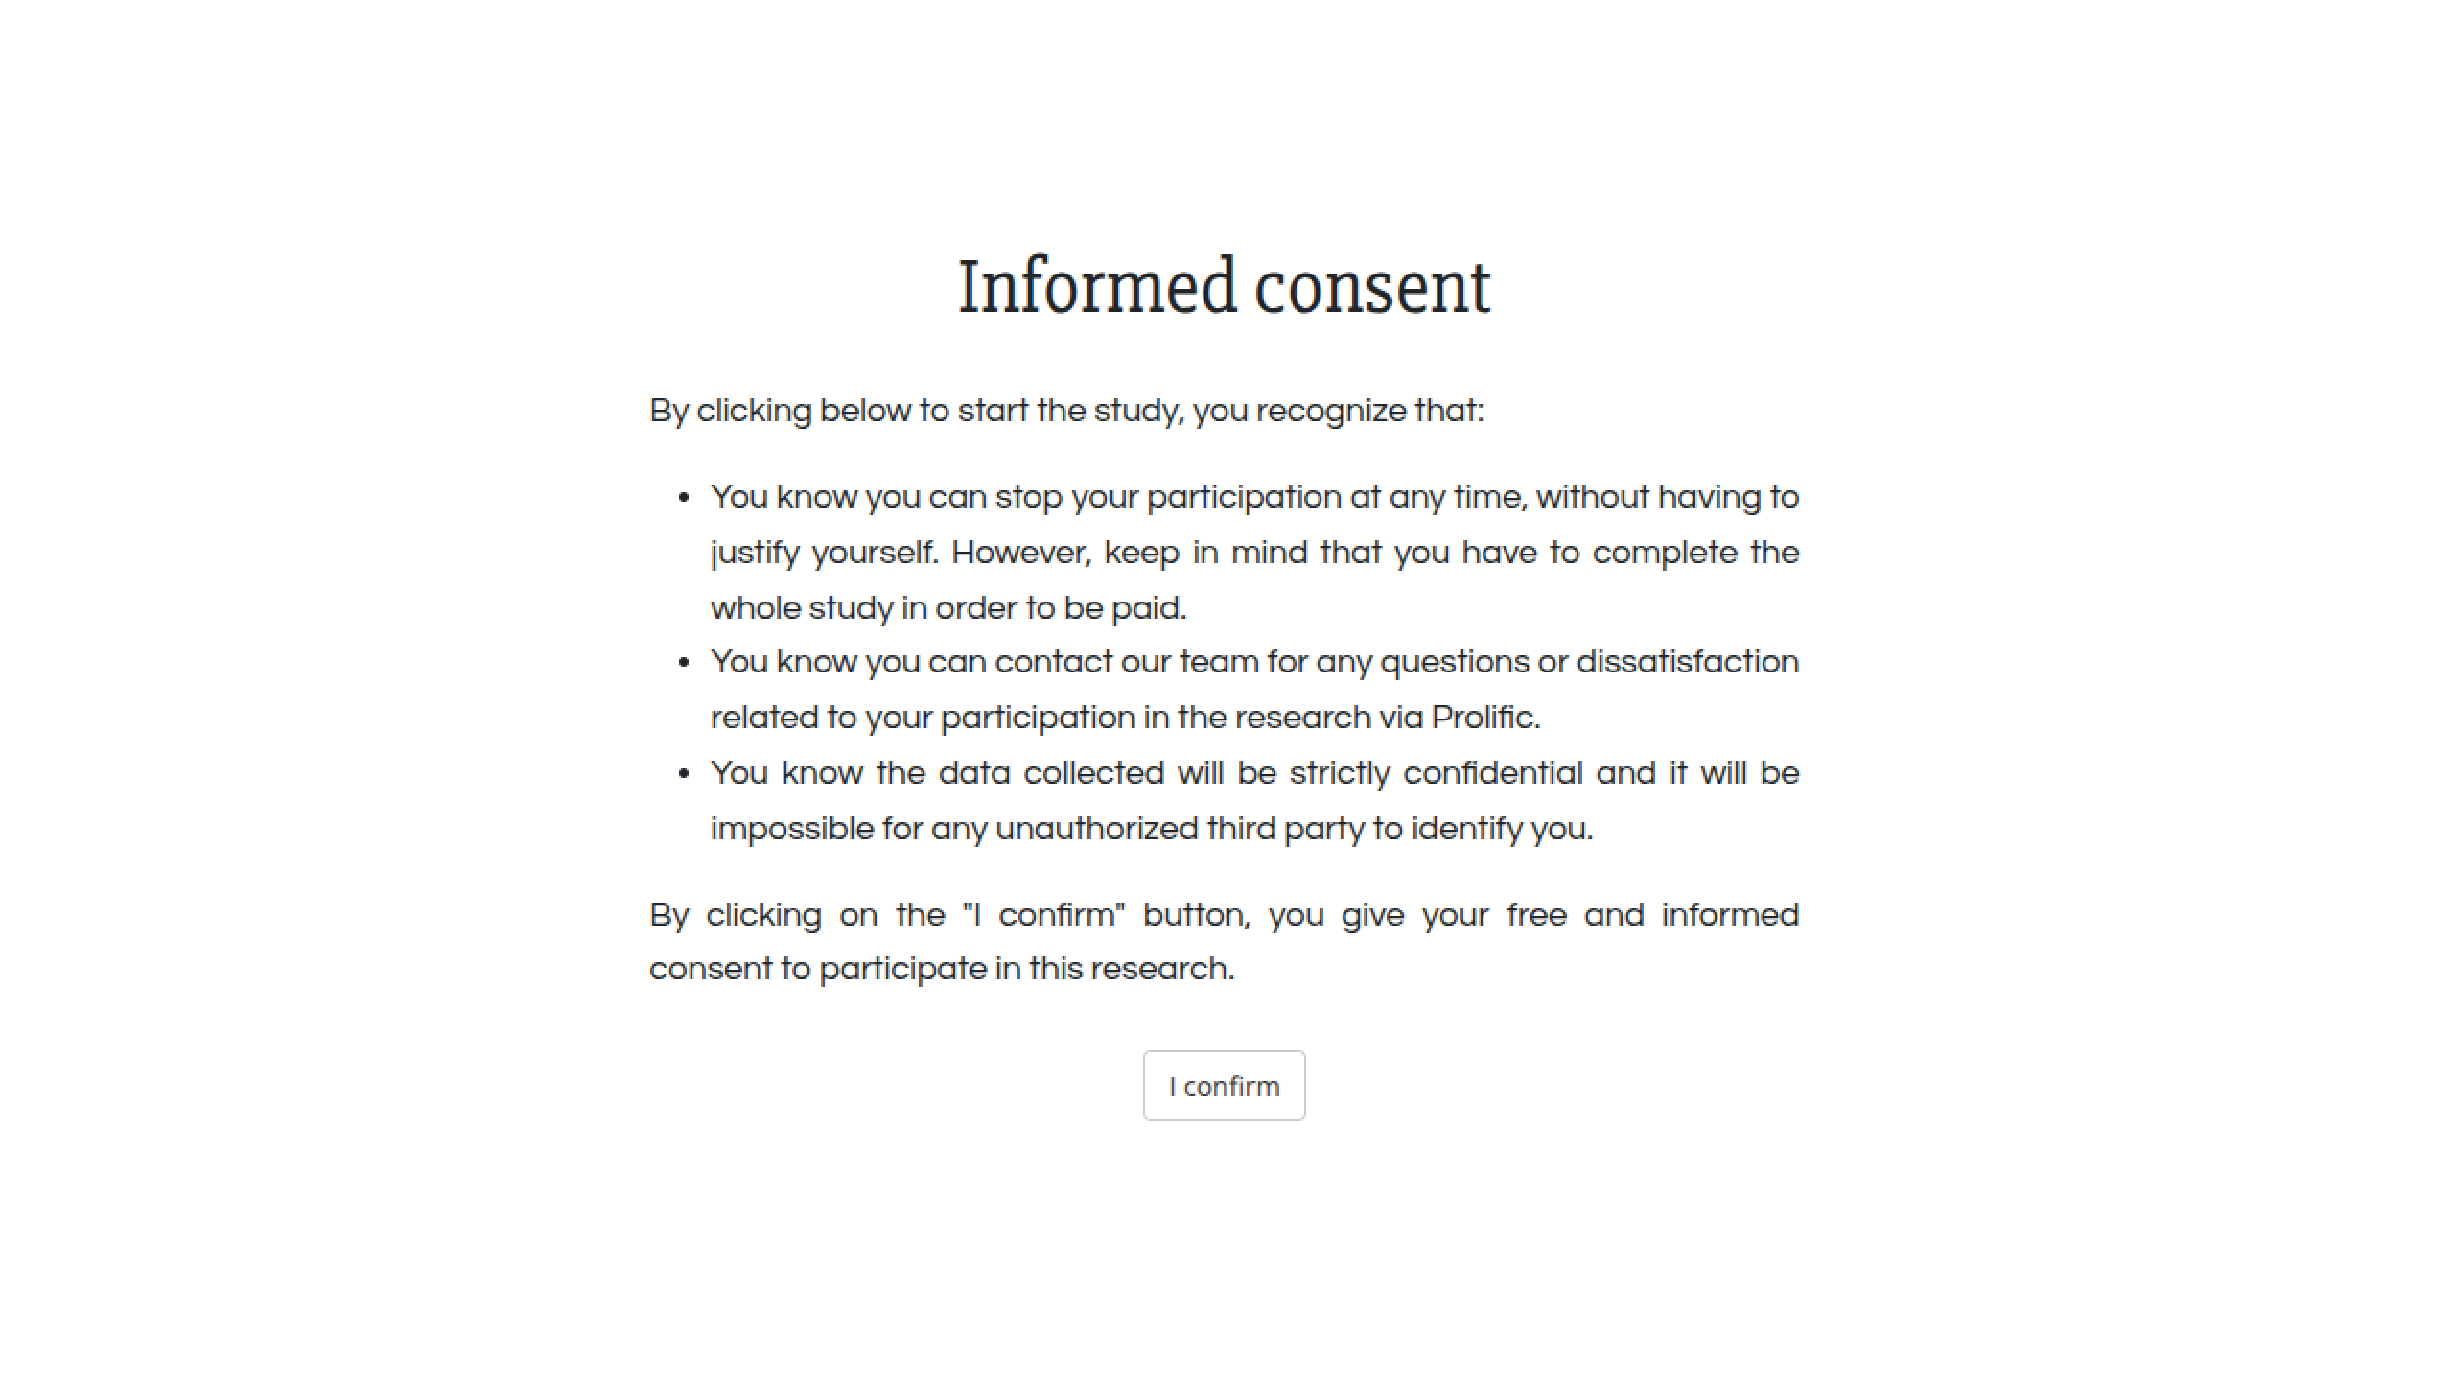 Informed consent
By clicking below to start the study, you recognize that:
• You know you can stop your participation at any time, without having to
justify yourself. However, keep in mind that you have to complete the
whole study in order to be paid.
• You know you can contact our team for any questions or dissatisfaction
related to your participation in the research via Prolific.
• You know the data collected will be strictly confidential and it will be
impossible for any unauthorized third party to identify you.
By clicking on the "I confirm" button, you give your free and informed
consent to participate in this research.
I confirm